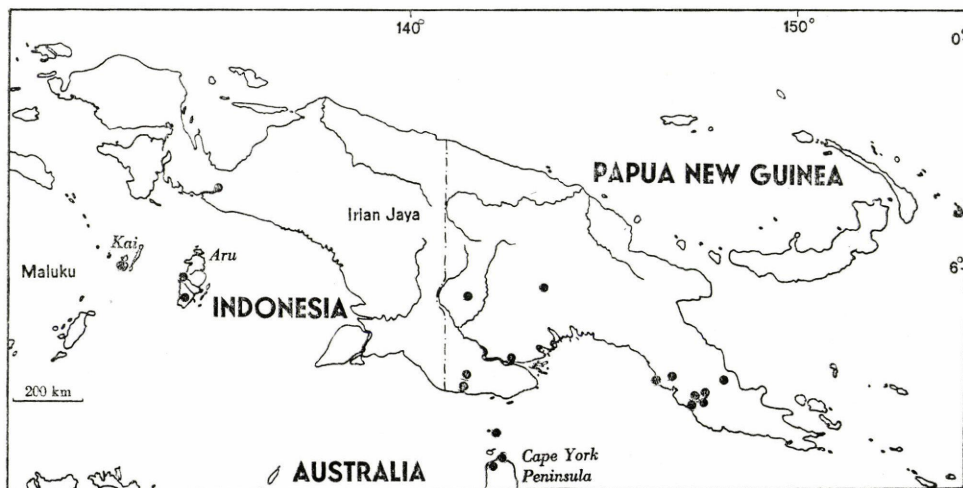 140°
150°
0°
PAPUA NEW GUINEA
Irian Jaya
Kai
Aru
Maluku
6°
INDONESIA
200 km
AUSTRALIA
Cape York
Peninsula